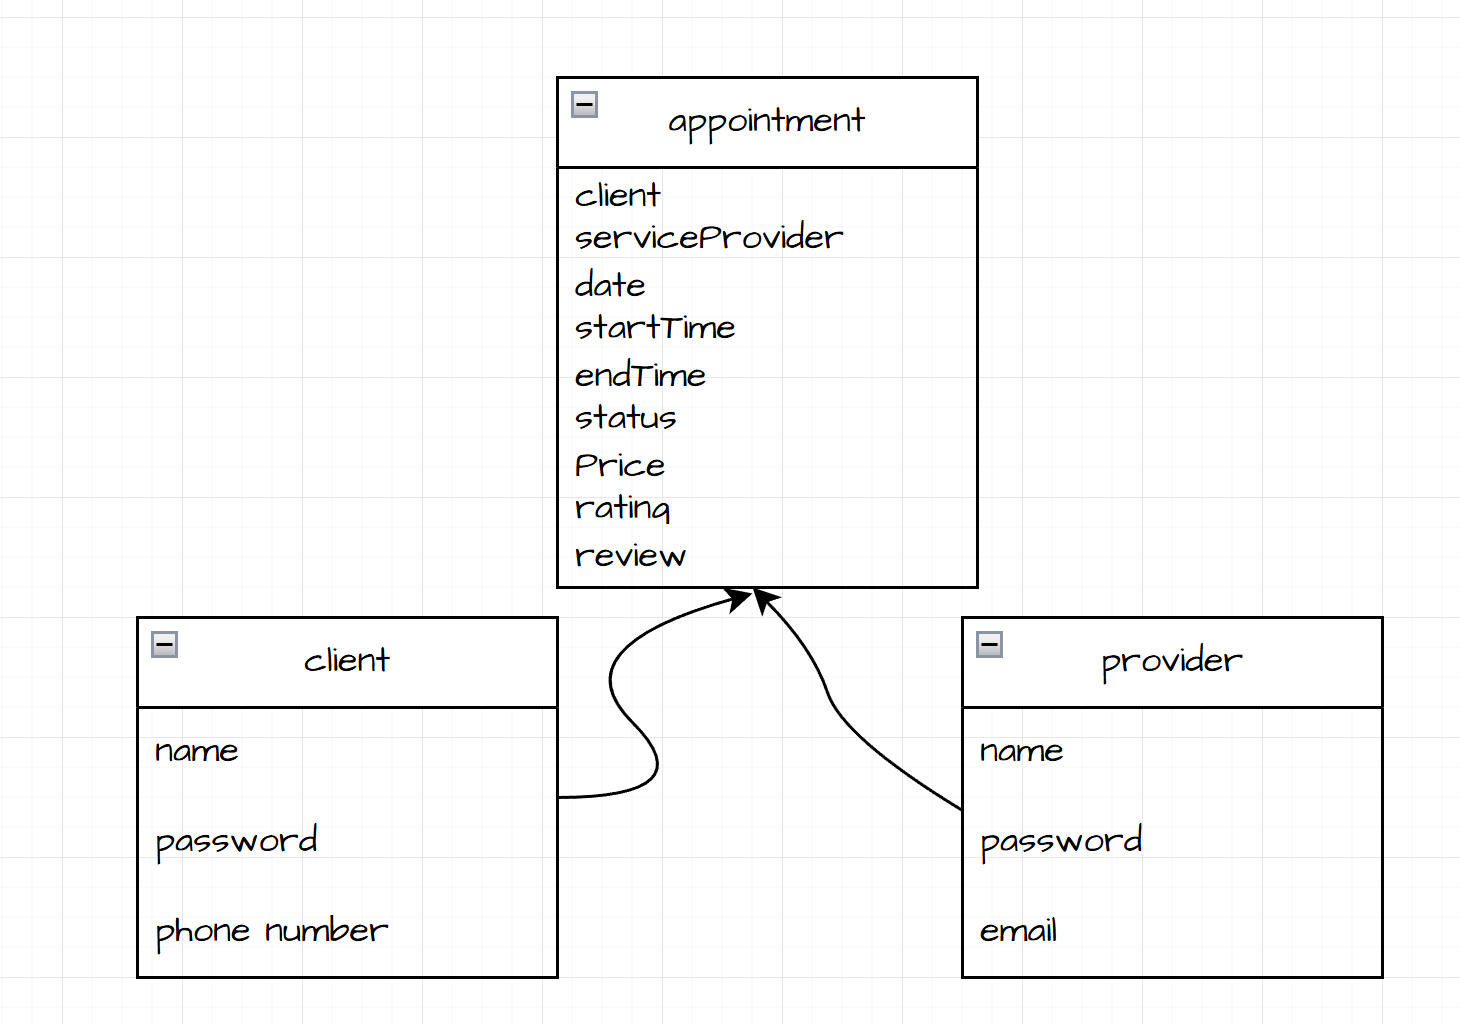 appointment
client
serviceProvider
date
startTime
endTime
status
Price
rating
review
client
name
password
phone number
provider
name
password
email